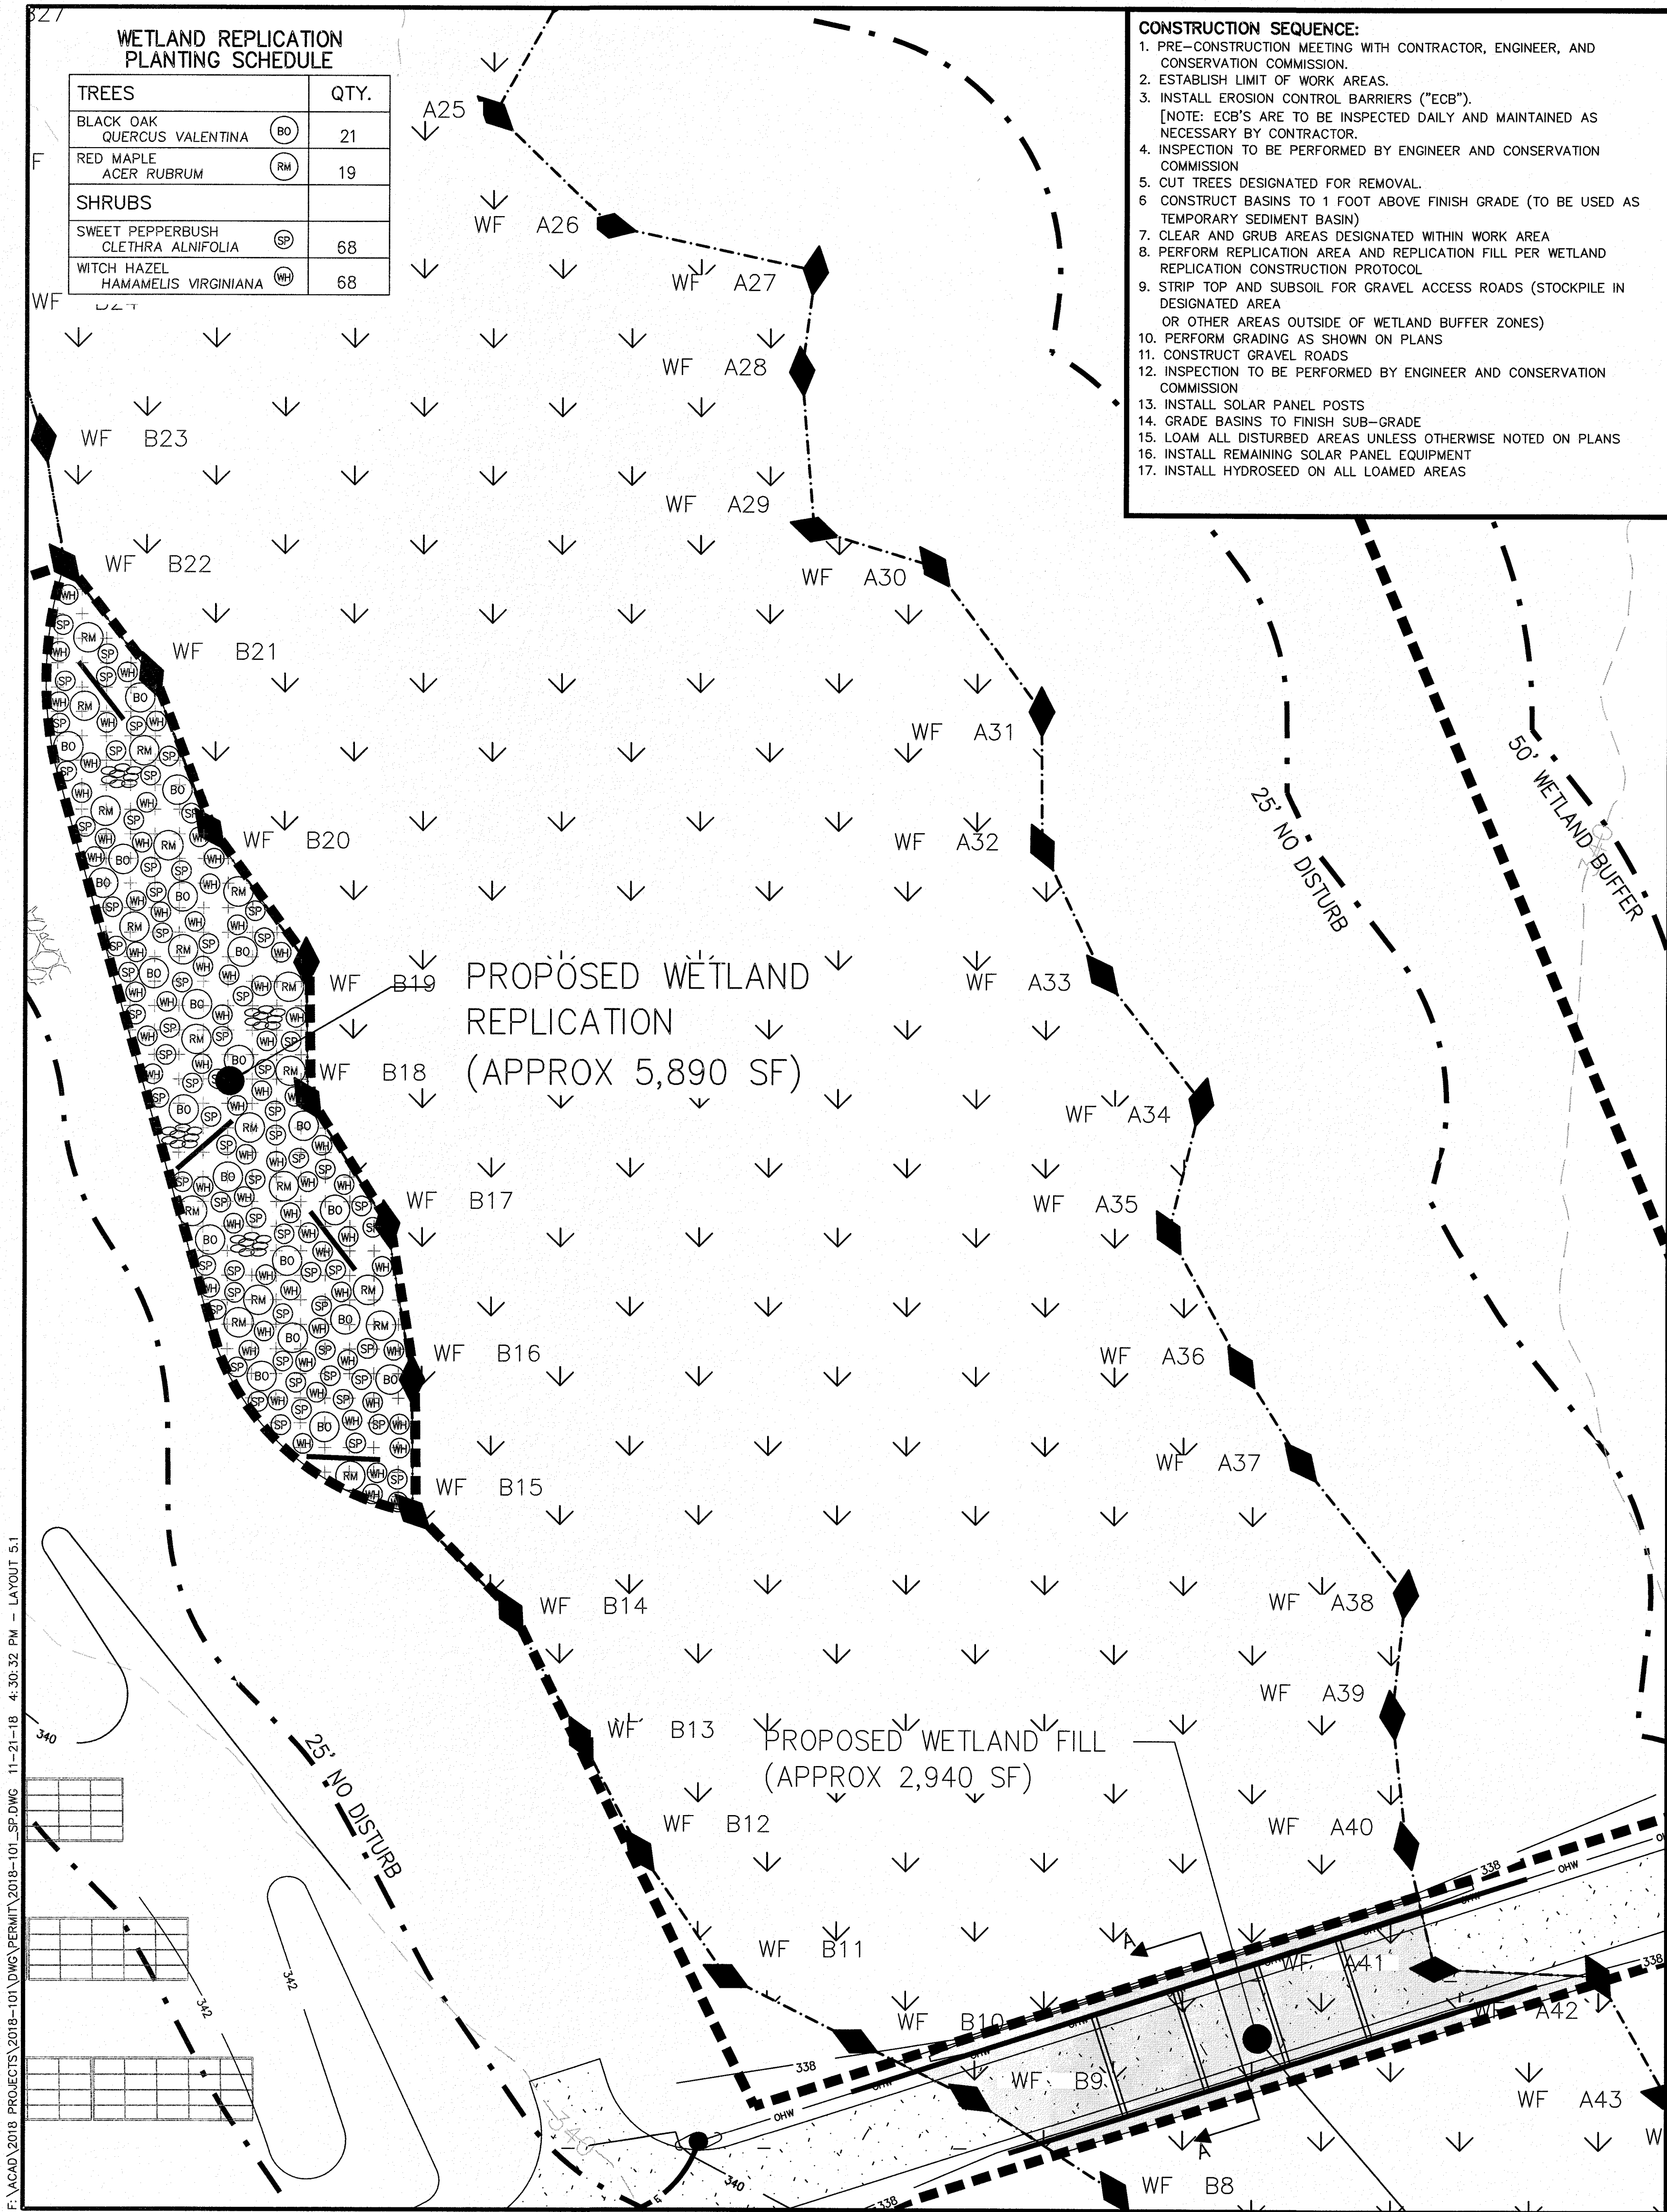 327
WETLAND REPLICATION
PLANTING SCHEDULE
TREES QTY.
BLACK OAK
QUERCUS VALENTINA BO 21
RED MAPLE
ACER RUBRUM RM 19
SHRUBS
SWEET PEPPERBUSH
CLETHRA ALNIFOLIA SP 68
WITCH HAZEL
HAMAMELIS VIRGINIANA WH 68
F
WF B24
CONSTRUCTION SEQUENCE:
1. PRE-CONSTRUCTION MEETING WITH CONTRACTOR, ENGINEER, AND
CONSERVATION COMMISSION.
2. ESTABLISH LIMIT OF WORK AREAS.
3. INSTALL EROSION CONTROL BARRIERS ("ECB").
[NOTE: ECB'S ARE TO BE INSPECTED DAILY AND MAINTAINED AS
NECESSARY BY CONTRACTOR.
4. INSPECTION TO BE PERFORMED BY ENGINEER AND CONSERVATION
COMMISSION
5. CUT TREES DESIGNATED FOR REMOVAL.
6 CONSTRUCT BASINS TO 1 FOOT ABOVE FINISH GRADE (TO BE USED AS
TEMPORARY SEDIMENT BASIN)
7. CLEAR AND GRUB AREAS DESIGNATED WITHIN WORK AREA
8. PERFORM REPLICATION AREA AND REPLICATION FILL PER WETLAND
REPLICATION CONSTRUCTION PROTOCOL
9. STRIP TOP AND SUBSOIL FOR GRAVEL ACCESS ROADS (STOCKPILE IN
DESIGNATED AREA
OR OTHER AREAS OUTSIDE OF WETLAND BUFFER ZONES)
10. PERFORM GRADING AS SHOWN ON PLANS
11. CONSTRUCT GRAVEL ROADS
12. INSPECTION TO BE PERFORMED BY ENGINEER AND CONSERVATION
COMMISSION
13. INSTALL SOLAR PANEL POSTS
14. GRADE BASINS TO FINISH SUB-GRADE
15. LOAM ALL DISTURBED AREAS UNLESS OTHERWISE NOTED ON PLANS
16. INSTALL REMAINING SOLAR PANEL EQUIPMENT
17. INSTALL HYDROSEED ON ALL LOAMED AREAS
A25
WF A26
WF A27
WF A28
WF B23
WF A29
WF B22
WF A30
WF B21
WF A31
50' WETLAND BUFFER
25' NO DISTURB
WF B20
WF A32
WF B19
PROPOSED WETLAND
REPLICATION
(APPROX 5,890 SF)
WF A33
WF B18
WF A34
WF B17
WF A35
WF B16
WF A36
WF B15
WF A37
WF B14
WF A38
WF A39
WF B13
PROPOSED WETLAND FILL
(APPROX 2,940 SF)
340
25' NO DISTURB
WF B12
WF A40
338
OHW
WF B11
A
WF A41
338
342
342
WF B10
WF A42
OHW
338
WF B9
WF A43
OHW
340
A
340
WF B8
338
F:\ACAD\2018 PROJECTS\2018-101\DWG\PERMIT\2018-101_SP.DWG 11-21-18 4:30:32 PM - LAYOUT 5.1